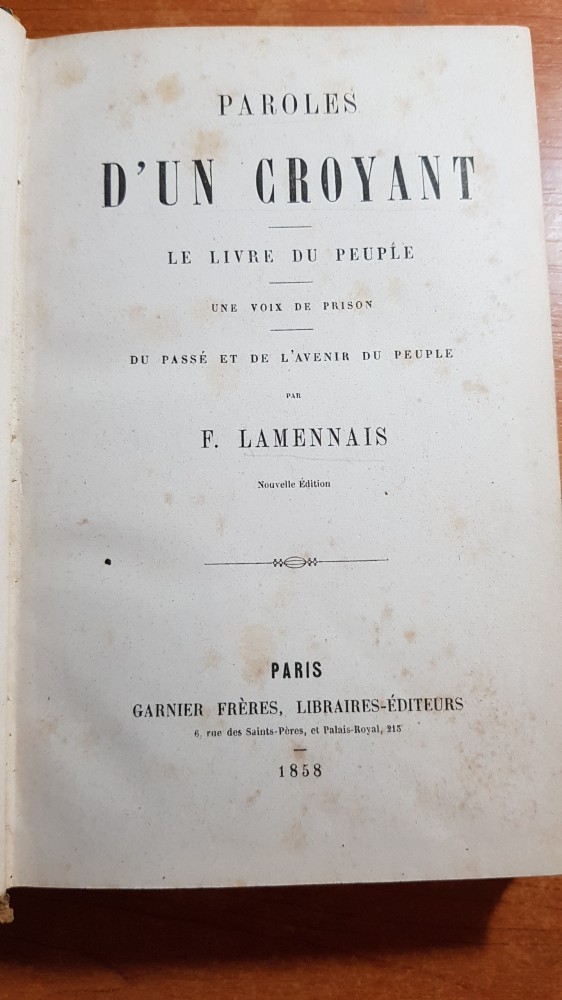 PAROLES
D'UN CROYANT
LE LIVRE DU PEUPLE
UNE VOIX DE PRISON
DU PASSÉ ET DE L'AVENIR DU PEUPLE
PAR
F. LAMENNAIS
Nouvelle Édition
PARIS
GARNIER FRÈRES, LIBRAIRES-ÉDITEURS
6, rue des Saints-Pères, et Palais-Royal, 215
1858